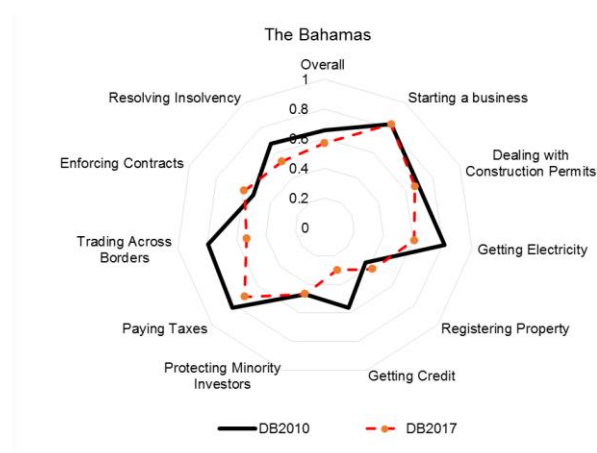 The Bahamas
Overall
1
0.8
0.6
0.4
0.2
0
Starting a business
Dealing with
Construction Permits
Getting Electricity
Registering Property
Getting Credit
Protecting Minority
Investors
Paying Taxes
Trading Across
Borders
Enforcing Contracts
Resolving Insolvency
DB2010
DB2017